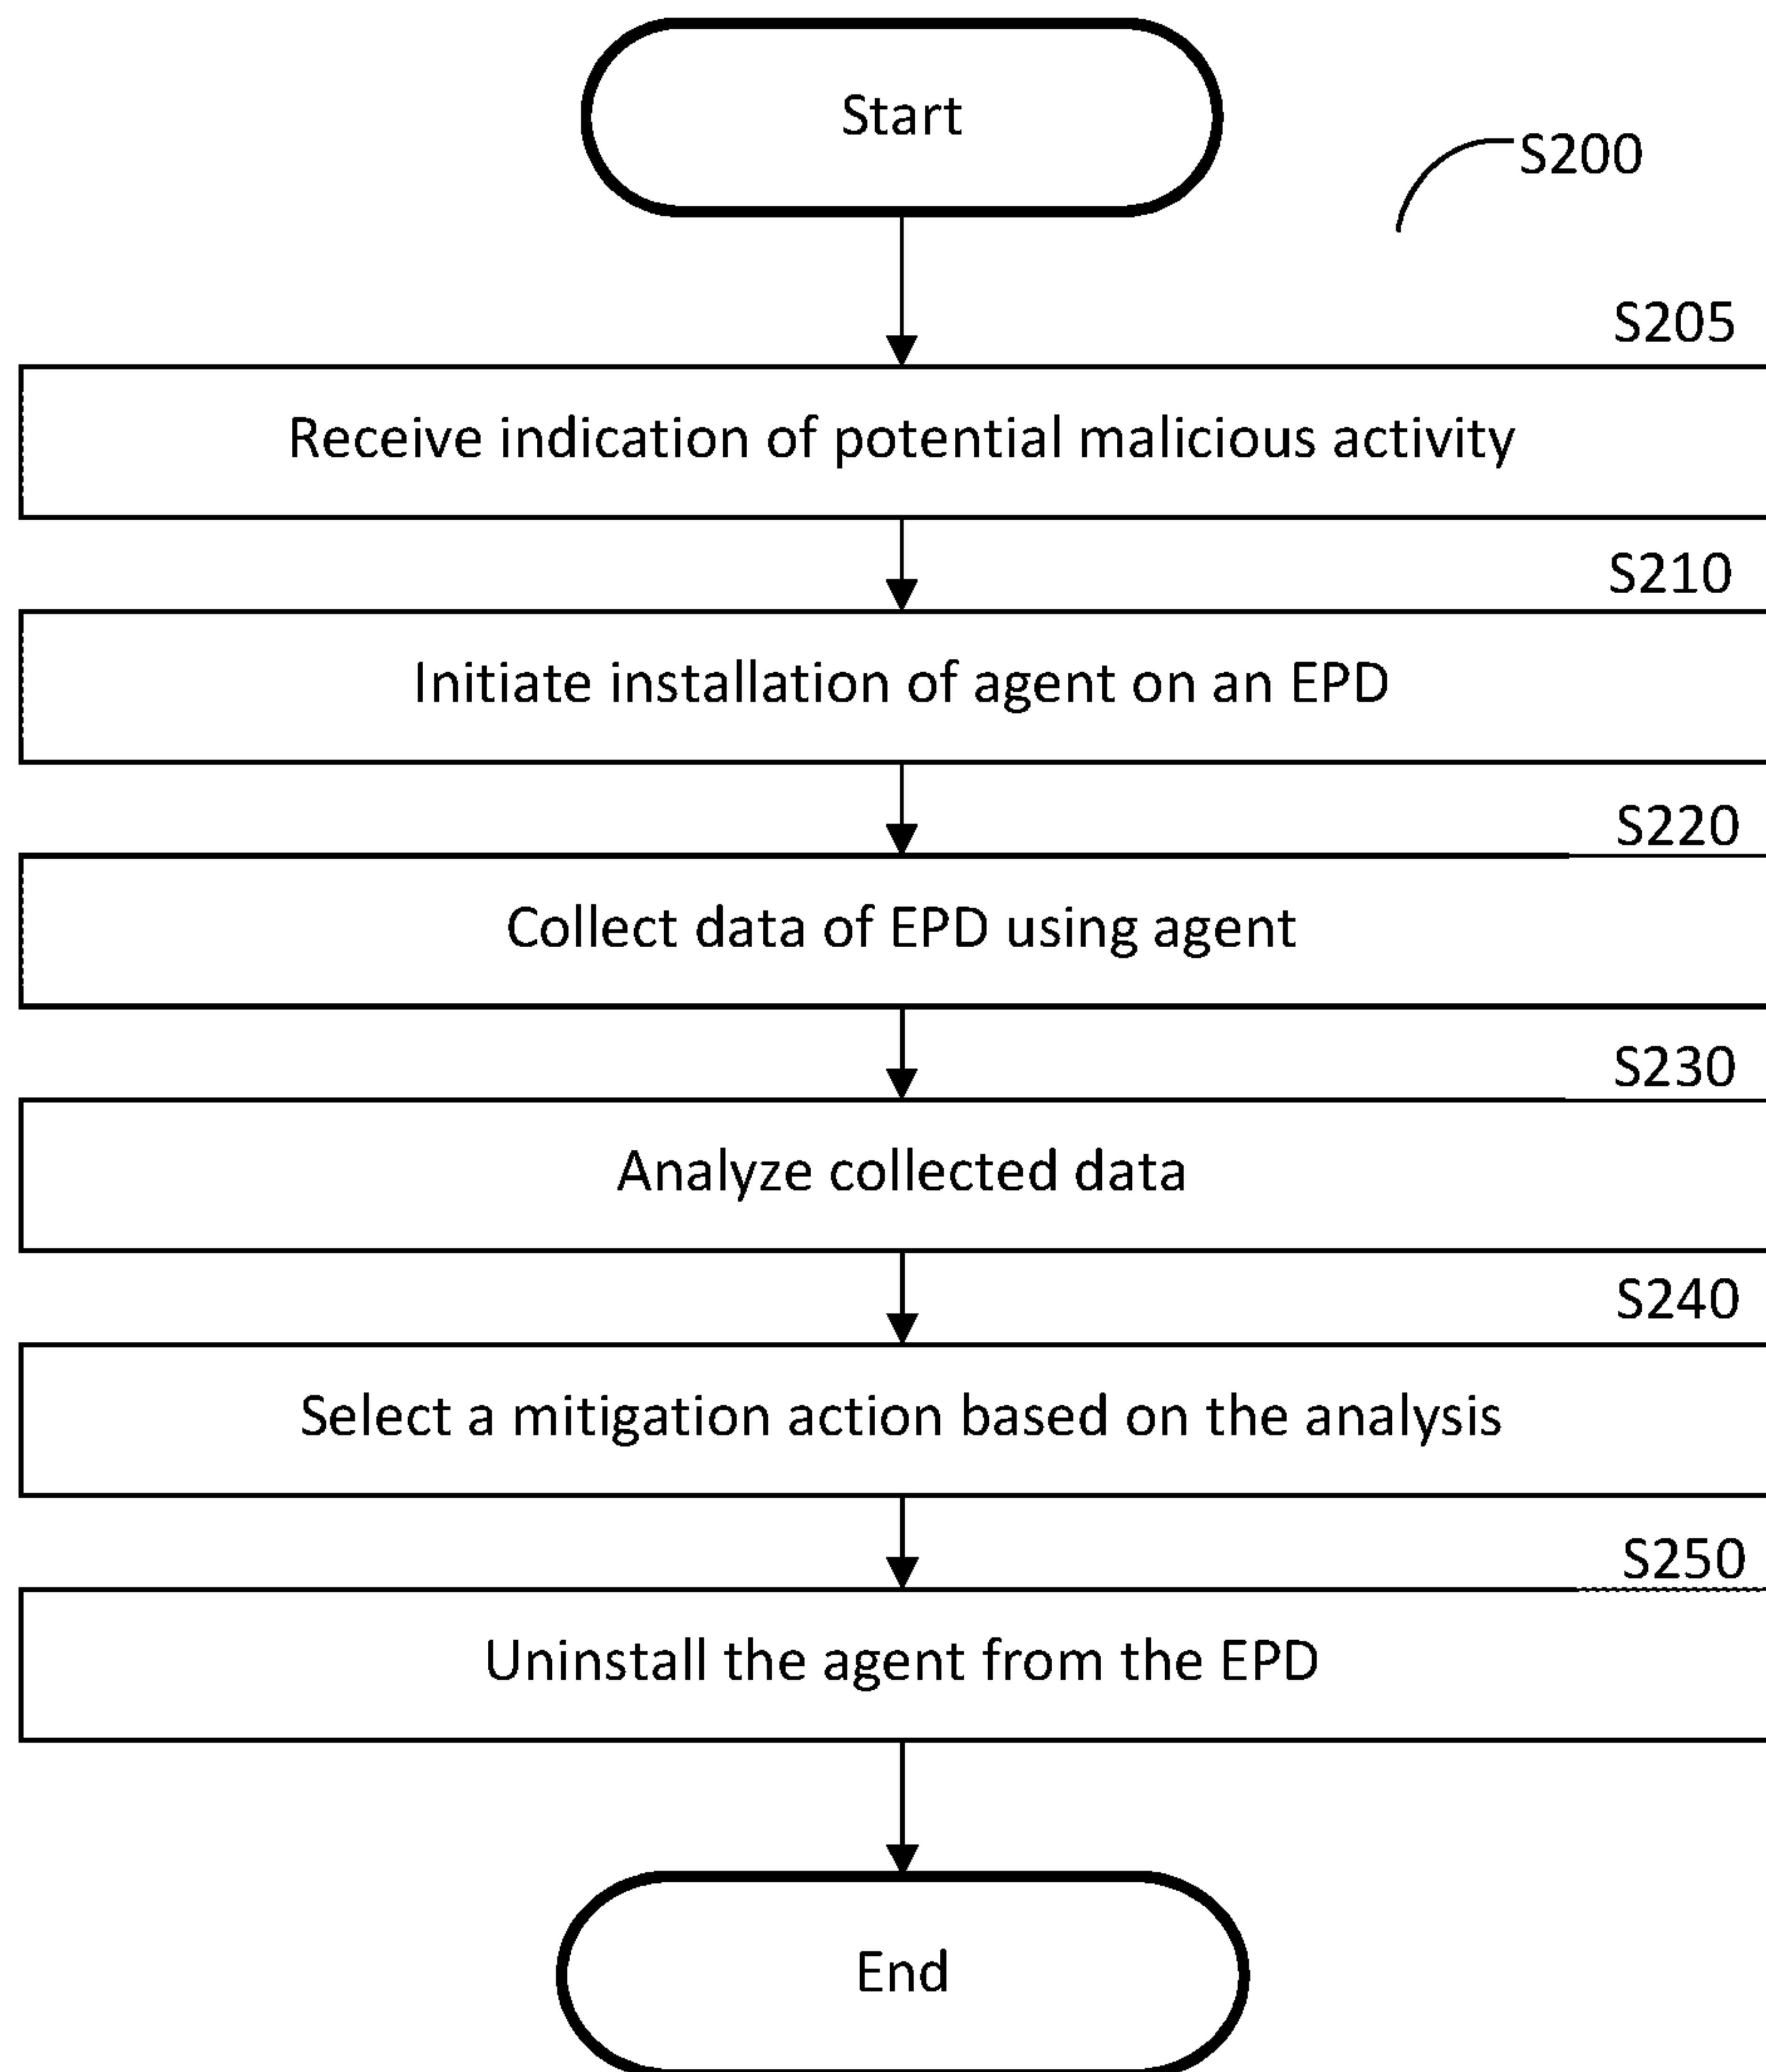 Start
S200
S205
Receive indication of potential malicious activity
S210
Initiate installation of agent on an EPD
S220
Collect data of EPD using agent
S230
Analyze collected data
S240
Select a mitigation action based on the analysis
S250
Uninstall the agent from the EPD
End